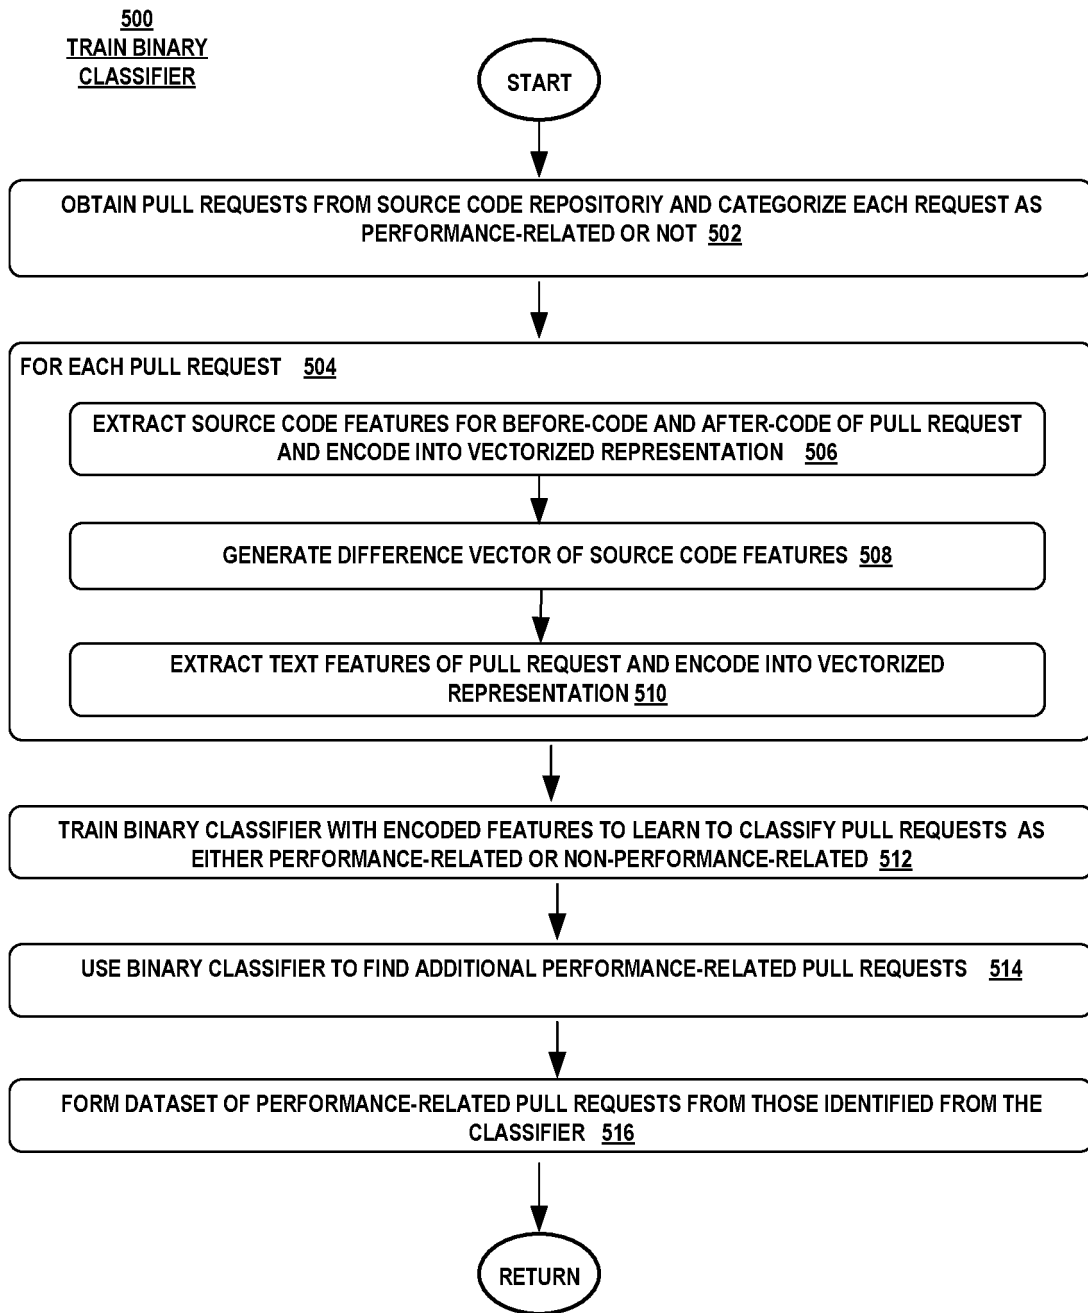 500
TRAIN BINARY
CLASSIFIER
START
OBTAIN PULL REQUESTS FROM SOURCE CODE REPOSITORIY AND CATEGORIZE EACH REQUEST AS
PERFORMANCE-RELATED OR NOT 502
FOR EACH PULL REQUEST 504
EXTRACT SOURCE CODE FEATURES FOR BEFORE-CODE AND AFTER-CODE OF PULL REQUEST
AND ENCODE INTO VECTORIZED REPRESENTATION 506
GENERATE DIFFERENCE VECTOR OF SOURCE CODE FEATURES 508
EXTRACT TEXT FEATURES OF PULL REQUEST AND ENCODE INTO VECTORIZED
REPRESENTATION 510
TRAIN BINARY CLASSIFIER WITH ENCODED FEATURES TO LEARN TO CLASSIFY PULL REQUESTS AS
EITHER PERFORMANCE-RELATED OR NON-PERFORMANCE-RELATED 512
USE BINARY CLASSIFIER TO FIND ADDITIONAL PERFORMANCE-RELATED PULL REQUESTS 514
FORM DATASET OF PERFORMANCE-RELATED PULL REQUESTS FROM THOSE IDENTIFIED FROM THE
CLASSIFIER 516
RETURN